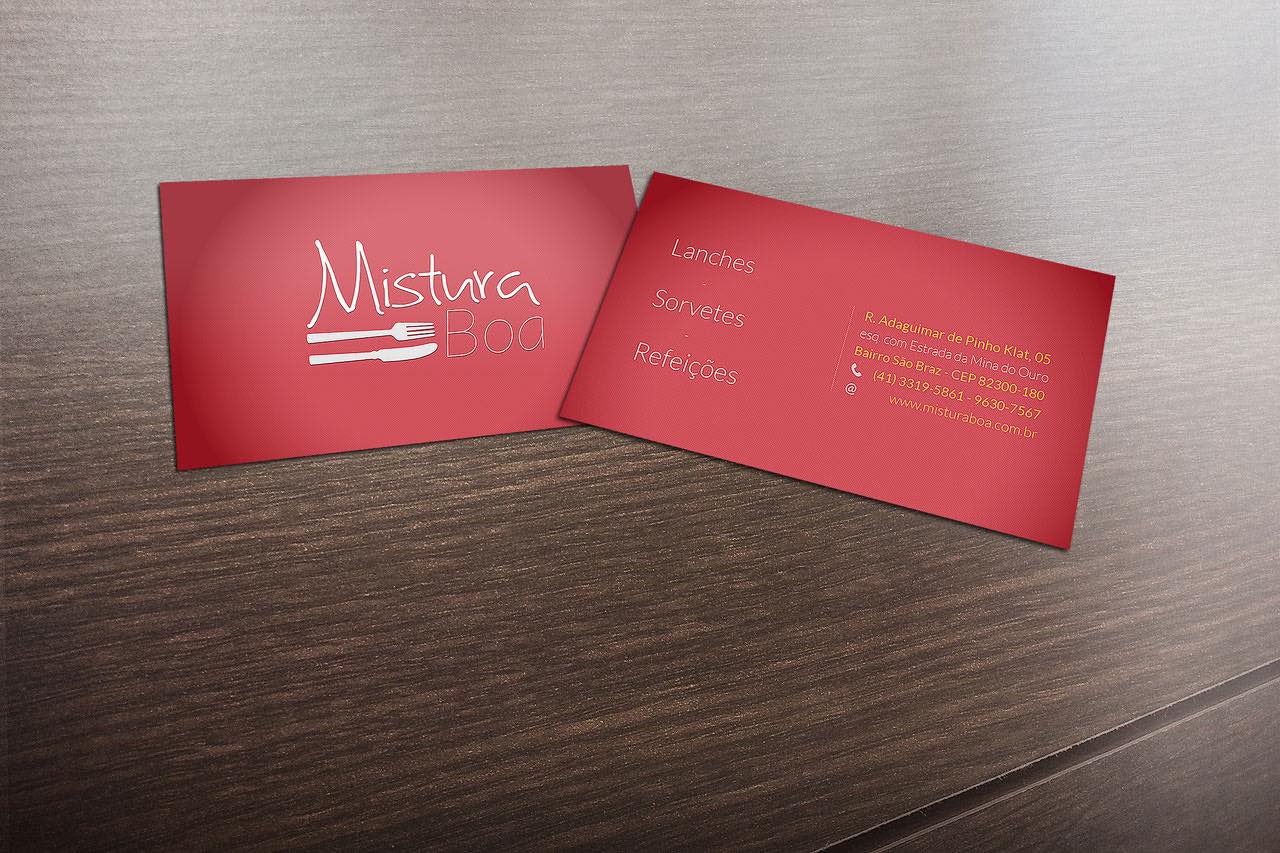 Mistura
Boa
Lanches
Sorvetes
Refeições
R. Adaguimar de Pinho Klat, 05
esq. com Estrada da Mina do Ouro
Bairro São Braz - CEP 82300-180
(41) 3319-5861 - 9630-7567
@ www.misturaboa.com.br